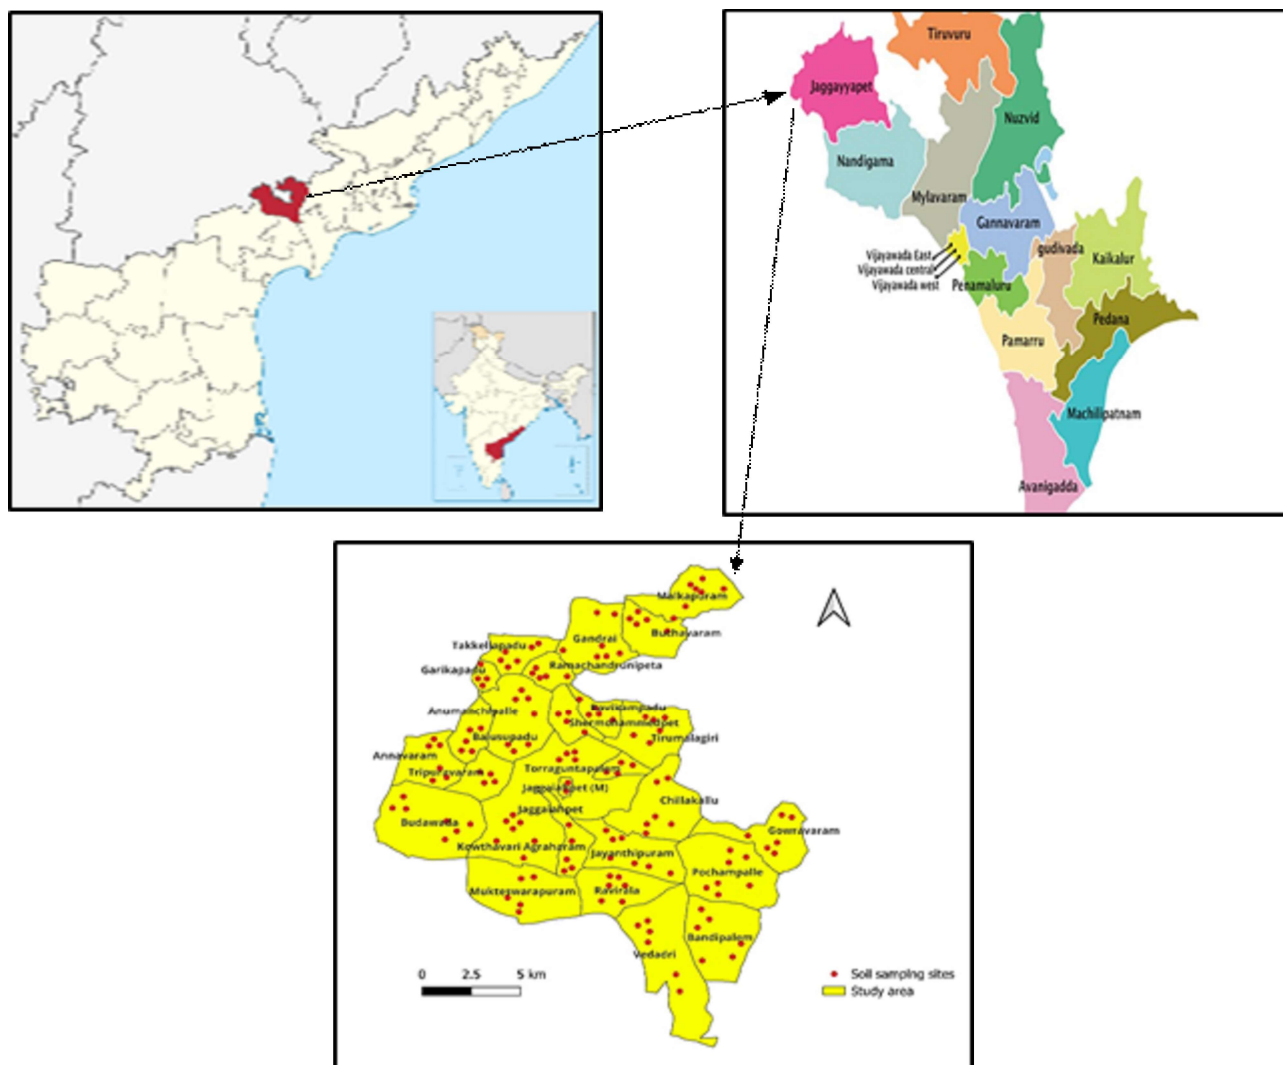 Tiruvuru
Jaggayyapet
Nuzvid
Nandigama
Mylavaram
Gannavaram
gudivada
Vijayawada East
Kaikalur
Vijayawada central
Vijayawada west
Penamaluru
Pedana
Pamarru
Machilipatnam
Avanigadda
Malkapuram
Buchavaram
Gandrai
Takkellapadu
Garikapadu
Ramachandrunipeta
Anumanchipalle
Shermohammedpet
Balusupadu
Tirumalagiri
Annavaram
Tripuravaram
Torraguntapalem
Jaggaiahpet (M)
Chillakallu
Jaggaiahpet
Budawada
Gowravaram
Kowthavari Agraharam
Jayanthipuram
Pochampalle
Mukteswarapuram
Ravirala
Bandipalem
Vedadri
0 2.5 5 km
Soil sampling sites
Study area